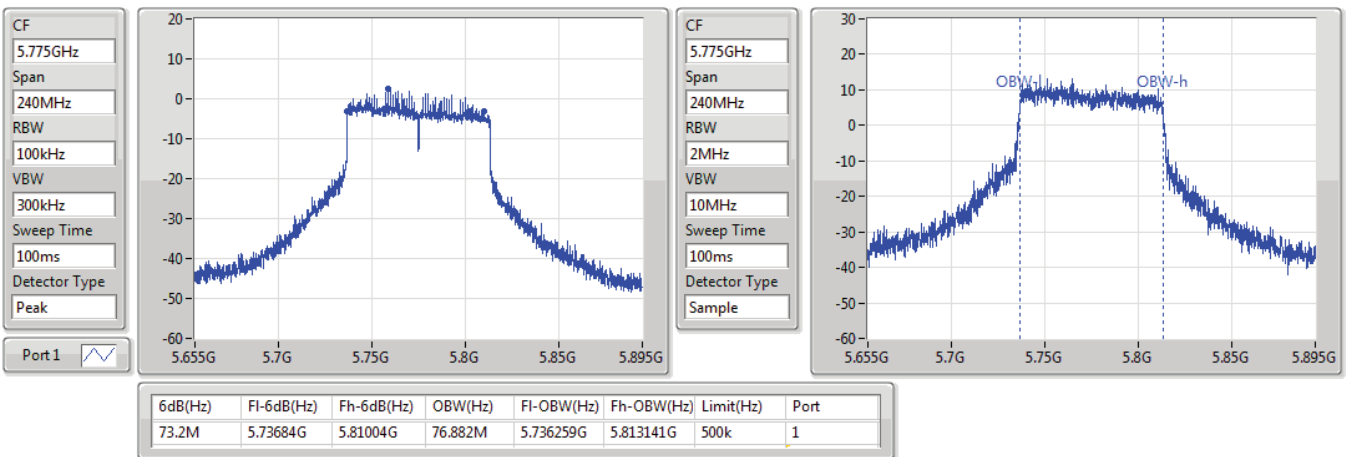 CF
5.775GHz
Span
240MHz
RBW
100kHz
VBW
300kHz
Sweep Time
100ms
Detector Type
Peak
Port 1
20
10
0
-10
-20
-30
-40
-50
-60
5.655G 5.7G 5.75G 5.8G 5.85G 5.895G
CF
5.775GHz
Span
240MHz
RBW
2MHz
VBW
10MHz
Sweep Time
100ms
Detector Type
Sample
30
20
10
0
-10
-20
-30
-40
-50
-60
OBW-l OBW-h
5.655G 5.7G 5.75G 5.8G 5.85G 5.895G
6dB(Hz) Fl-6dB(Hz) Fh-6dB(Hz) OBW(Hz) Fl-OBW(Hz) Fh-OBW(Hz) Limit(Hz) Port
73.2M 5.73684G 5.81004G 76.882M 5.736259G 5.813141G 500k 1